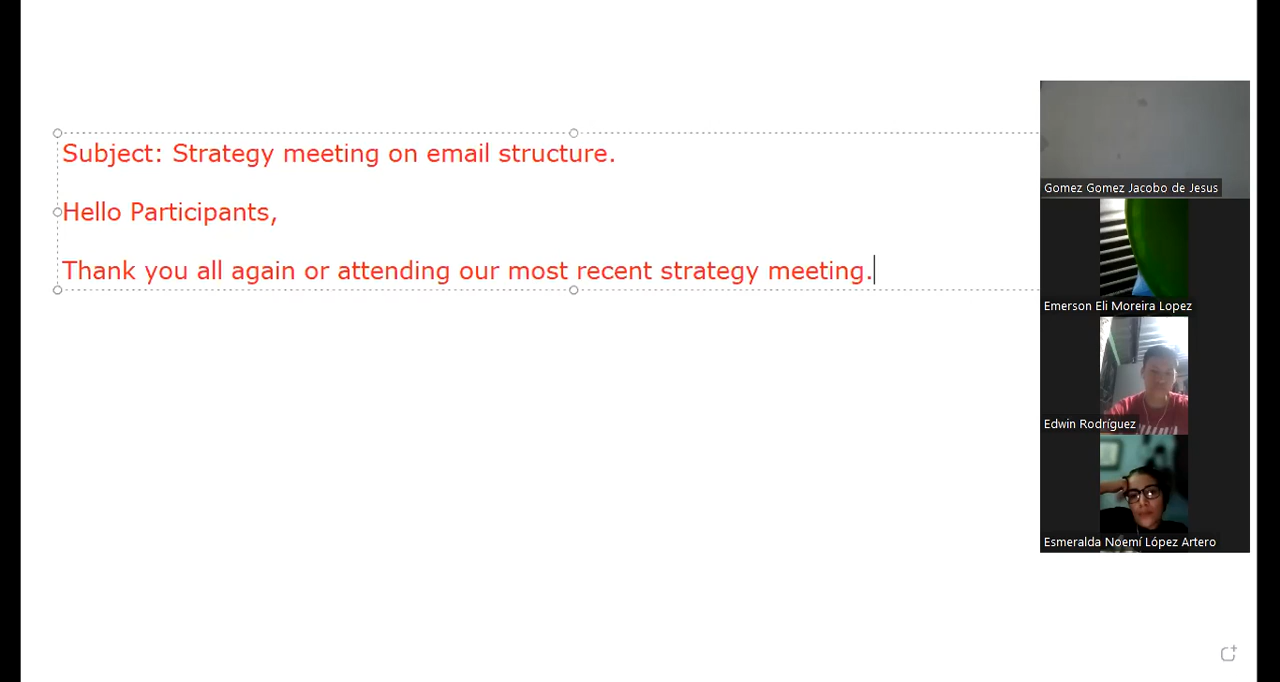 Subject: Strategy meeting on email structure.
Hello Participants,
Thank you all again or attending our most recent strategy meeting.
Gomez Gomez Jacobo de Jesus
Emerson Eli Moreira Lopez
Edwin Rodríguez
Esmeralda Noemí López Artero